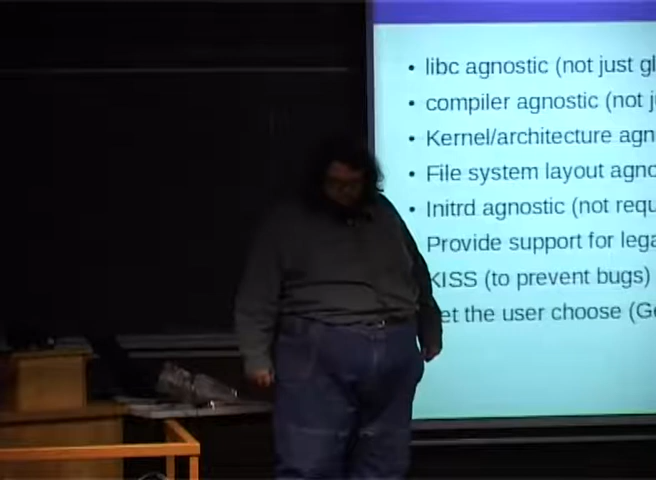 libc agnostic (not just gl
compiler agnostic (not j
Kernel/architecture agn
File system layout agno
Initrd agnostic (not requ
Provide support for lega
KISS (to prevent bugs)
et the user choose (Ge